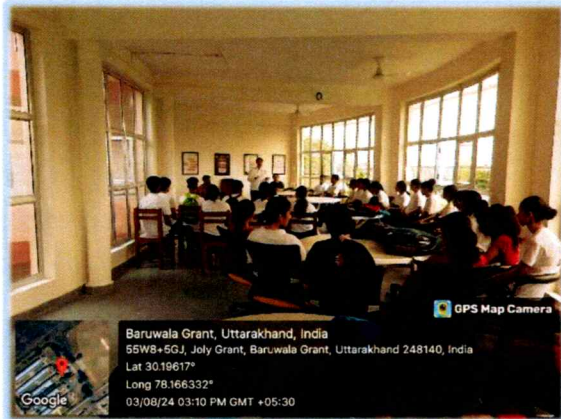 GPS Map Camera
Baruwala Grant, Uttarakhand, India
55W8+5GJ, Joly Grant, Baruwala Grant, Uttarakhand 248140, India
Lat 30.19617°
Long 78.166332°
03/08/24 03:10 PM GMT +05:30
Google